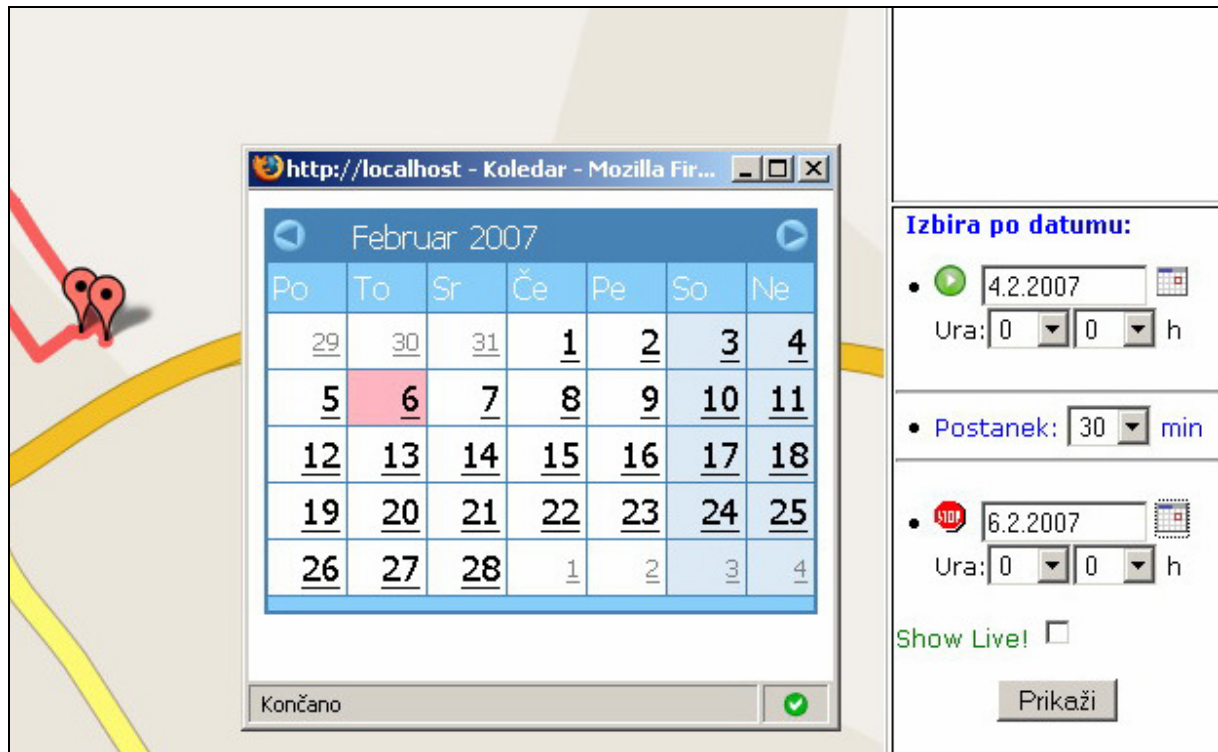 http://localhost - Koledar - Mozilla Fir...
Februar 2007
Po To Sr Če Pe So Ne
29 30 31 1 2 3 4
5 6 7 8 9 10 11
12 13 14 15 16 17 18
19 20 21 22 23 24 25
26 27 28 1 2 3 4
Končano
Izbira po datumu:
4.2.2007
Ura: 0 0 h
Postanek: 30 min
STOP 6.2.2007
Ura: 0 0 h
Show Live!
Prikaži